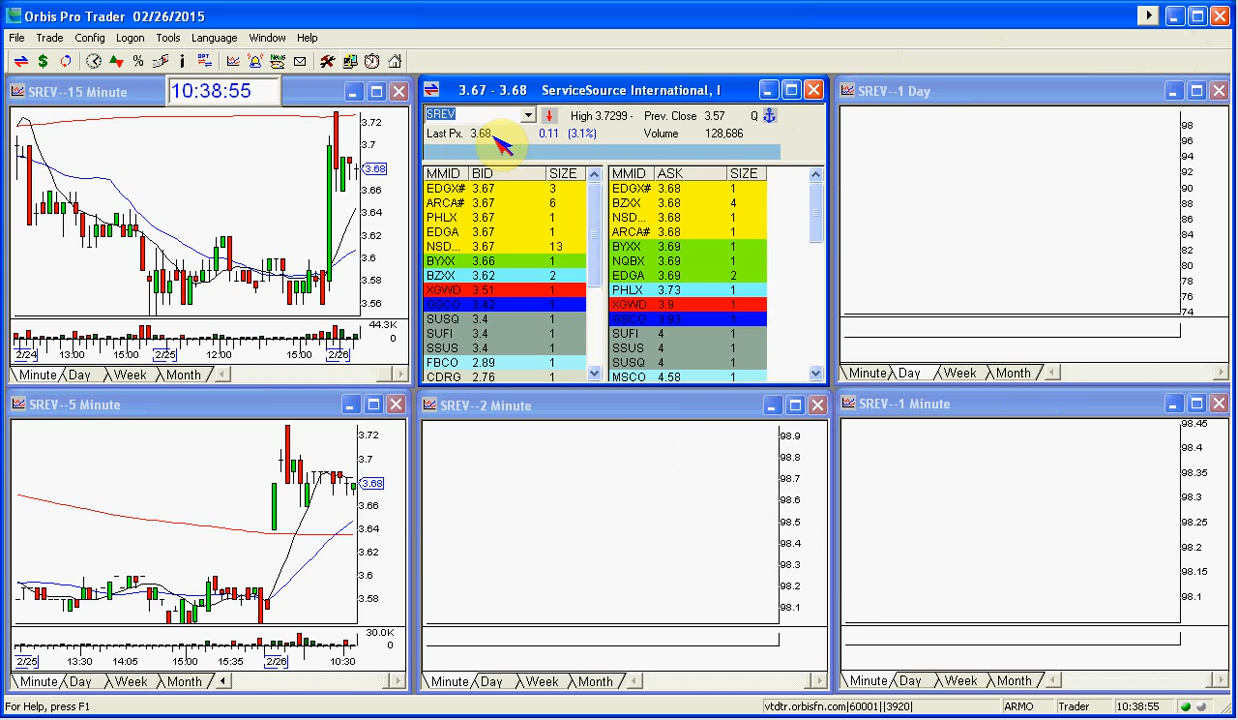 Orbis Pro Trader 02/26/2015
File Trade Config Logon Tools Language Window Help
SREV--15 Minute
10:38:55
3.72
3.7
3.68
3.66
3.64
3.62
3.6
3.58
3.56
44.3K
0
2/24 13:00 15:00 2/25 12:00 15:00 2/26
Minute Day Week Month
3.67 - 3.68 ServiceSource International, I
SREV High 3.7299 - Prev. Close 3.57 Q
Last Px. 3.68 0.11 (3.1%) Volume 128,686
MMID BID SIZE MMID ASK SIZE
EDGX# 3.67 3 EDGX# 3.68 1
ARCA# 3.67 6 BZXX 3.68 4
PHLX 3.67 1 NSD... 3.68 1
EDGA 3.67 1 ARCA# 3.68 1
NSD... 3.67 13 BYXX 3.69 1
BYXX 3.66 1 NQBX 3.69 1
BZXX 3.62 2 EDGA 3.69 2
XGWD 3.51 1 PHLX 3.73 1
GSCO 3.42 1 XGWD 3.9 1
SUSQ 3.4 1 GSCO 3.93 1
SUFI 3.4 1 SUFI 4 1
SSUS 3.4 1 SSUS 4 1
FBCO 2.89 1 SUSQ 4 1
CDRG 2.76 1 MSCO 4.58 1
SREV--1 Day
98
96
94
92
90
88
86
84
82
80
78
76
74
Minute Day Week Month
SREV--5 Minute
3.72
3.7
3.68
3.66
3.64
3.62
3.6
3.58
30.0K
0
2/25 13:30 14:05 15:00 15:35 2/26 10:30
Minute Day Week Month
SREV--2 Minute
98.9
98.8
98.7
98.6
98.5
98.4
98.3
98.2
98.1
Minute Day Week Month
SREV--1 Minute
98.45
98.4
98.35
98.3
98.25
98.2
98.15
98.1
Minute Day Week Month
For Help, press F1 vtdtr.orbisfn.com|60001||3920| ARMO Trader 10:38:55